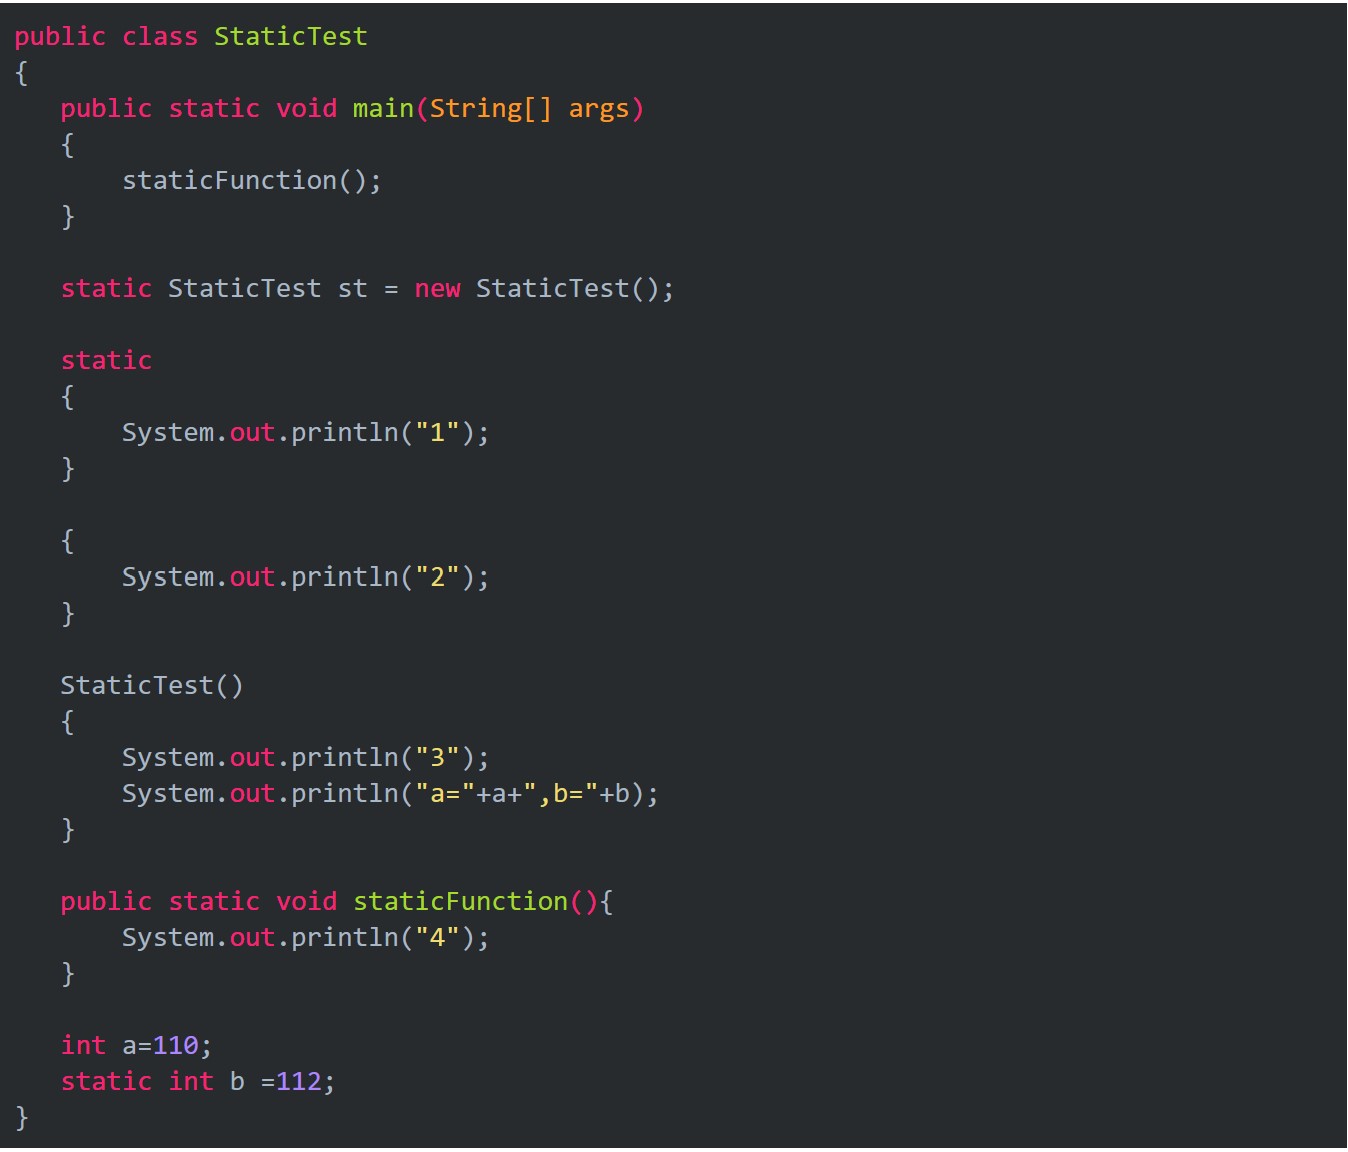 public class StaticTest
{
   public static void main(String[] args)
   {
       staticFunction();
   }

   static StaticTest st = new StaticTest();

   static
   {
       System.out.println("1");
   }

   {
       System.out.println("2");
   }

   StaticTest()
   {
       System.out.println("3");
       System.out.println("a="+a+",b="+b);
   }

   public static void staticFunction(){
       System.out.println("4");
   }

   int a=110;
   static int b =112;
}